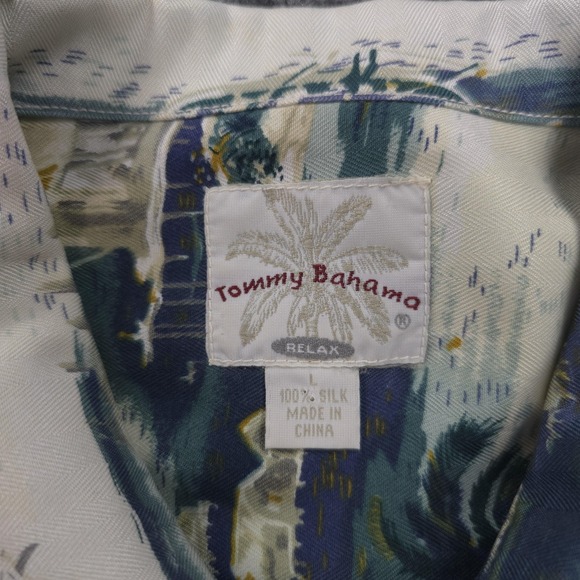 Tommy Bahama
®
RELAX
L
100% SILK
MADE IN
CHINA